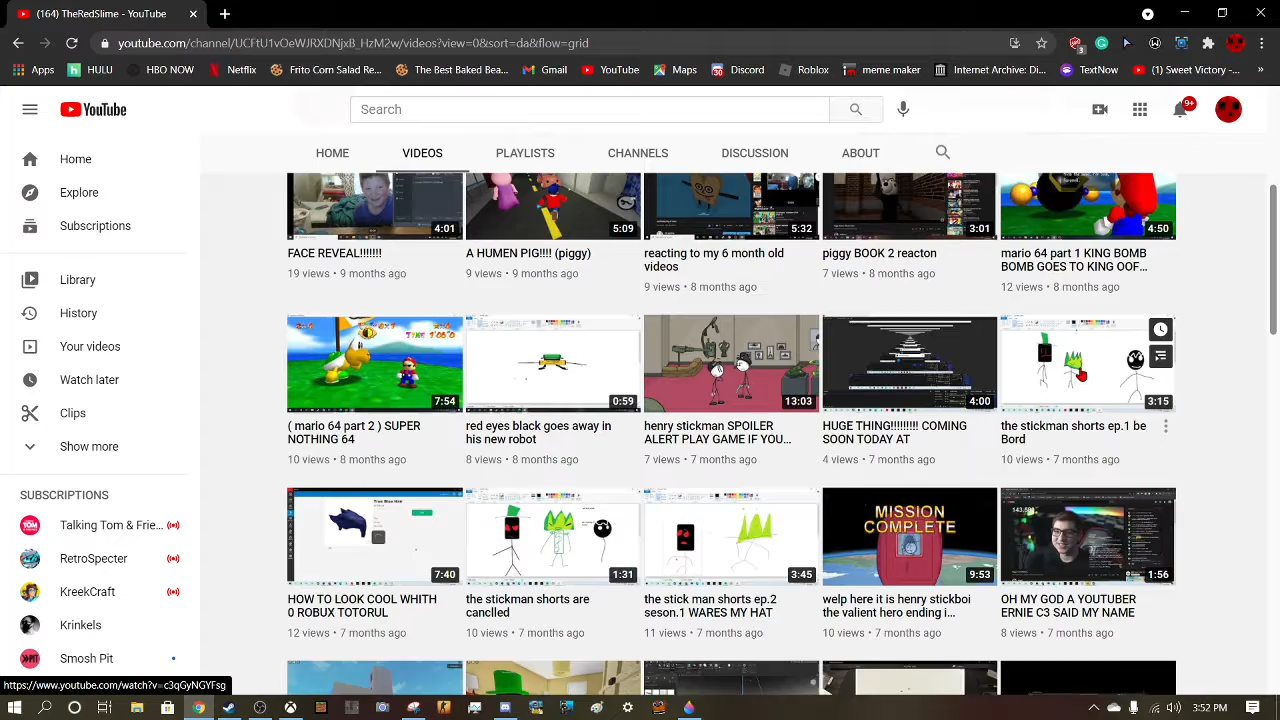 (164) TheRedSlime - YouTube
youtube.com/channel/UCFtU1vOeWJRXDNjxB_HzM2w/videos?view=0&sort=da&flow=grid
Apps HULU HBO NOW Netflix Frito Corn Salad Re... The Best Baked Bea... Gmail YouTube Maps Discord Roblox meme maker Internet Archive: Di... TextNow (1) Sweet Victory -... »
YouTube
Search
9+
HOME VIDEOS PLAYLISTS CHANNELS DISCUSSION ABOUT
Home
Explore
Subscriptions
Library
History
Your videos
Watch later
Clips
Show more
SUBSCRIPTIONS
Talking Tom & Frie...
RetroSpecter
KreekCraft
Krinkels
Smosh Pit
4:01 5:09 5:32 3:01 4:50
FACE REVEAL!!!!!!!
19 views • 9 months ago
A HUMEN PIG!!!! (piggy)
9 views • 9 months ago
reacting to my 6 month old
videos
9 views • 8 months ago
piggy BOOK 2 reacton
7 views • 8 months ago
mario 64 part 1 KING BOMB
BOMB GOES TO KING OOF...
12 views • 8 months ago
7:54 0:59 13:03 4:00 3:15
( mario 64 part 2 ) SUPER
NOTHING 64
10 views • 8 months ago
red eyes black goes away in
his new robot
8 views • 8 months ago
henry stickman SPOILER
ALERT PLAY GAME IF YOU...
7 views • 7 months ago
HUGE THING!!!!!!!!! COMING
SOON TODAY AT
4 views • 7 months ago
the stickman shorts ep.1 be
Bord
10 views • 7 months ago
MISSION
COMPLETE
7:40 1:31 3:45 9:53 1:56
HOW TO LOOK COOL WHITH
0 ROBUX TOTORUL
12 views • 7 months ago
the stickman shorts are
canclled
10 views • 7 months ago
the stick man shorts ep.2
seson.1 WARES MY HAT
11 views • 7 months ago
welp here it is henry stickboi
the valient hero ending i...
10 views • 7 months ago
OH MY GOD A YOUTUBER
ERNIE C3 SAID MY NAME
8 views • 7 months ago
https://www.youtube.com/watch?v=c3qGyNCYFsg
3:52 PM